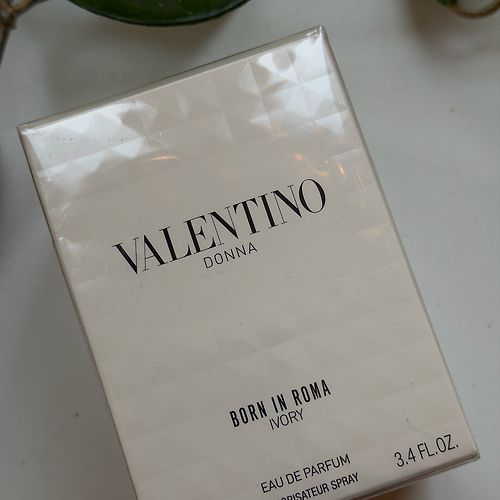 VALENTINO
DONNA
BORN IN ROMA
IVORY
EAU DE PARFUM
3.4 FL.OZ.
SPRAY